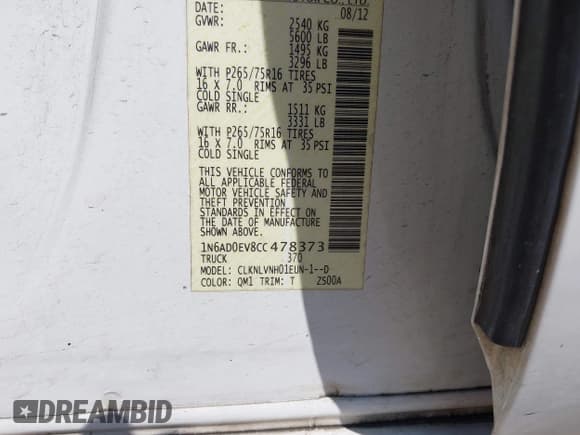 DATE: 08/12
GVWR: 2540 KG
5600 LB
GAWR FR.: 1495 KG
3296 LB
WITH P265/75R16 TIRES
16 X 7.0 RIMS AT 35 PSI
COLD SINGLE
GAWR RR.: 1511 KG
3331 LB
WITH P265/75R16 TIRES
16 X 7.0 RIMS AT 35 PSI
COLD SINGLE
THIS VEHICLE CONFORMS TO
ALL APPLICABLE FEDERAL
MOTOR VEHICLE SAFETY AND
THEFT PREVENTION
STANDARDS IN EFFECT ON
THE DATE OF MANUFACTURE
SHOWN ABOVE.
1N6AD0EV8CC478373
TRUCK 370
MODEL: CLKNLVNH01EUN-1--D
COLOR: QM1 TRIM: T ZS00A
DREAMBID